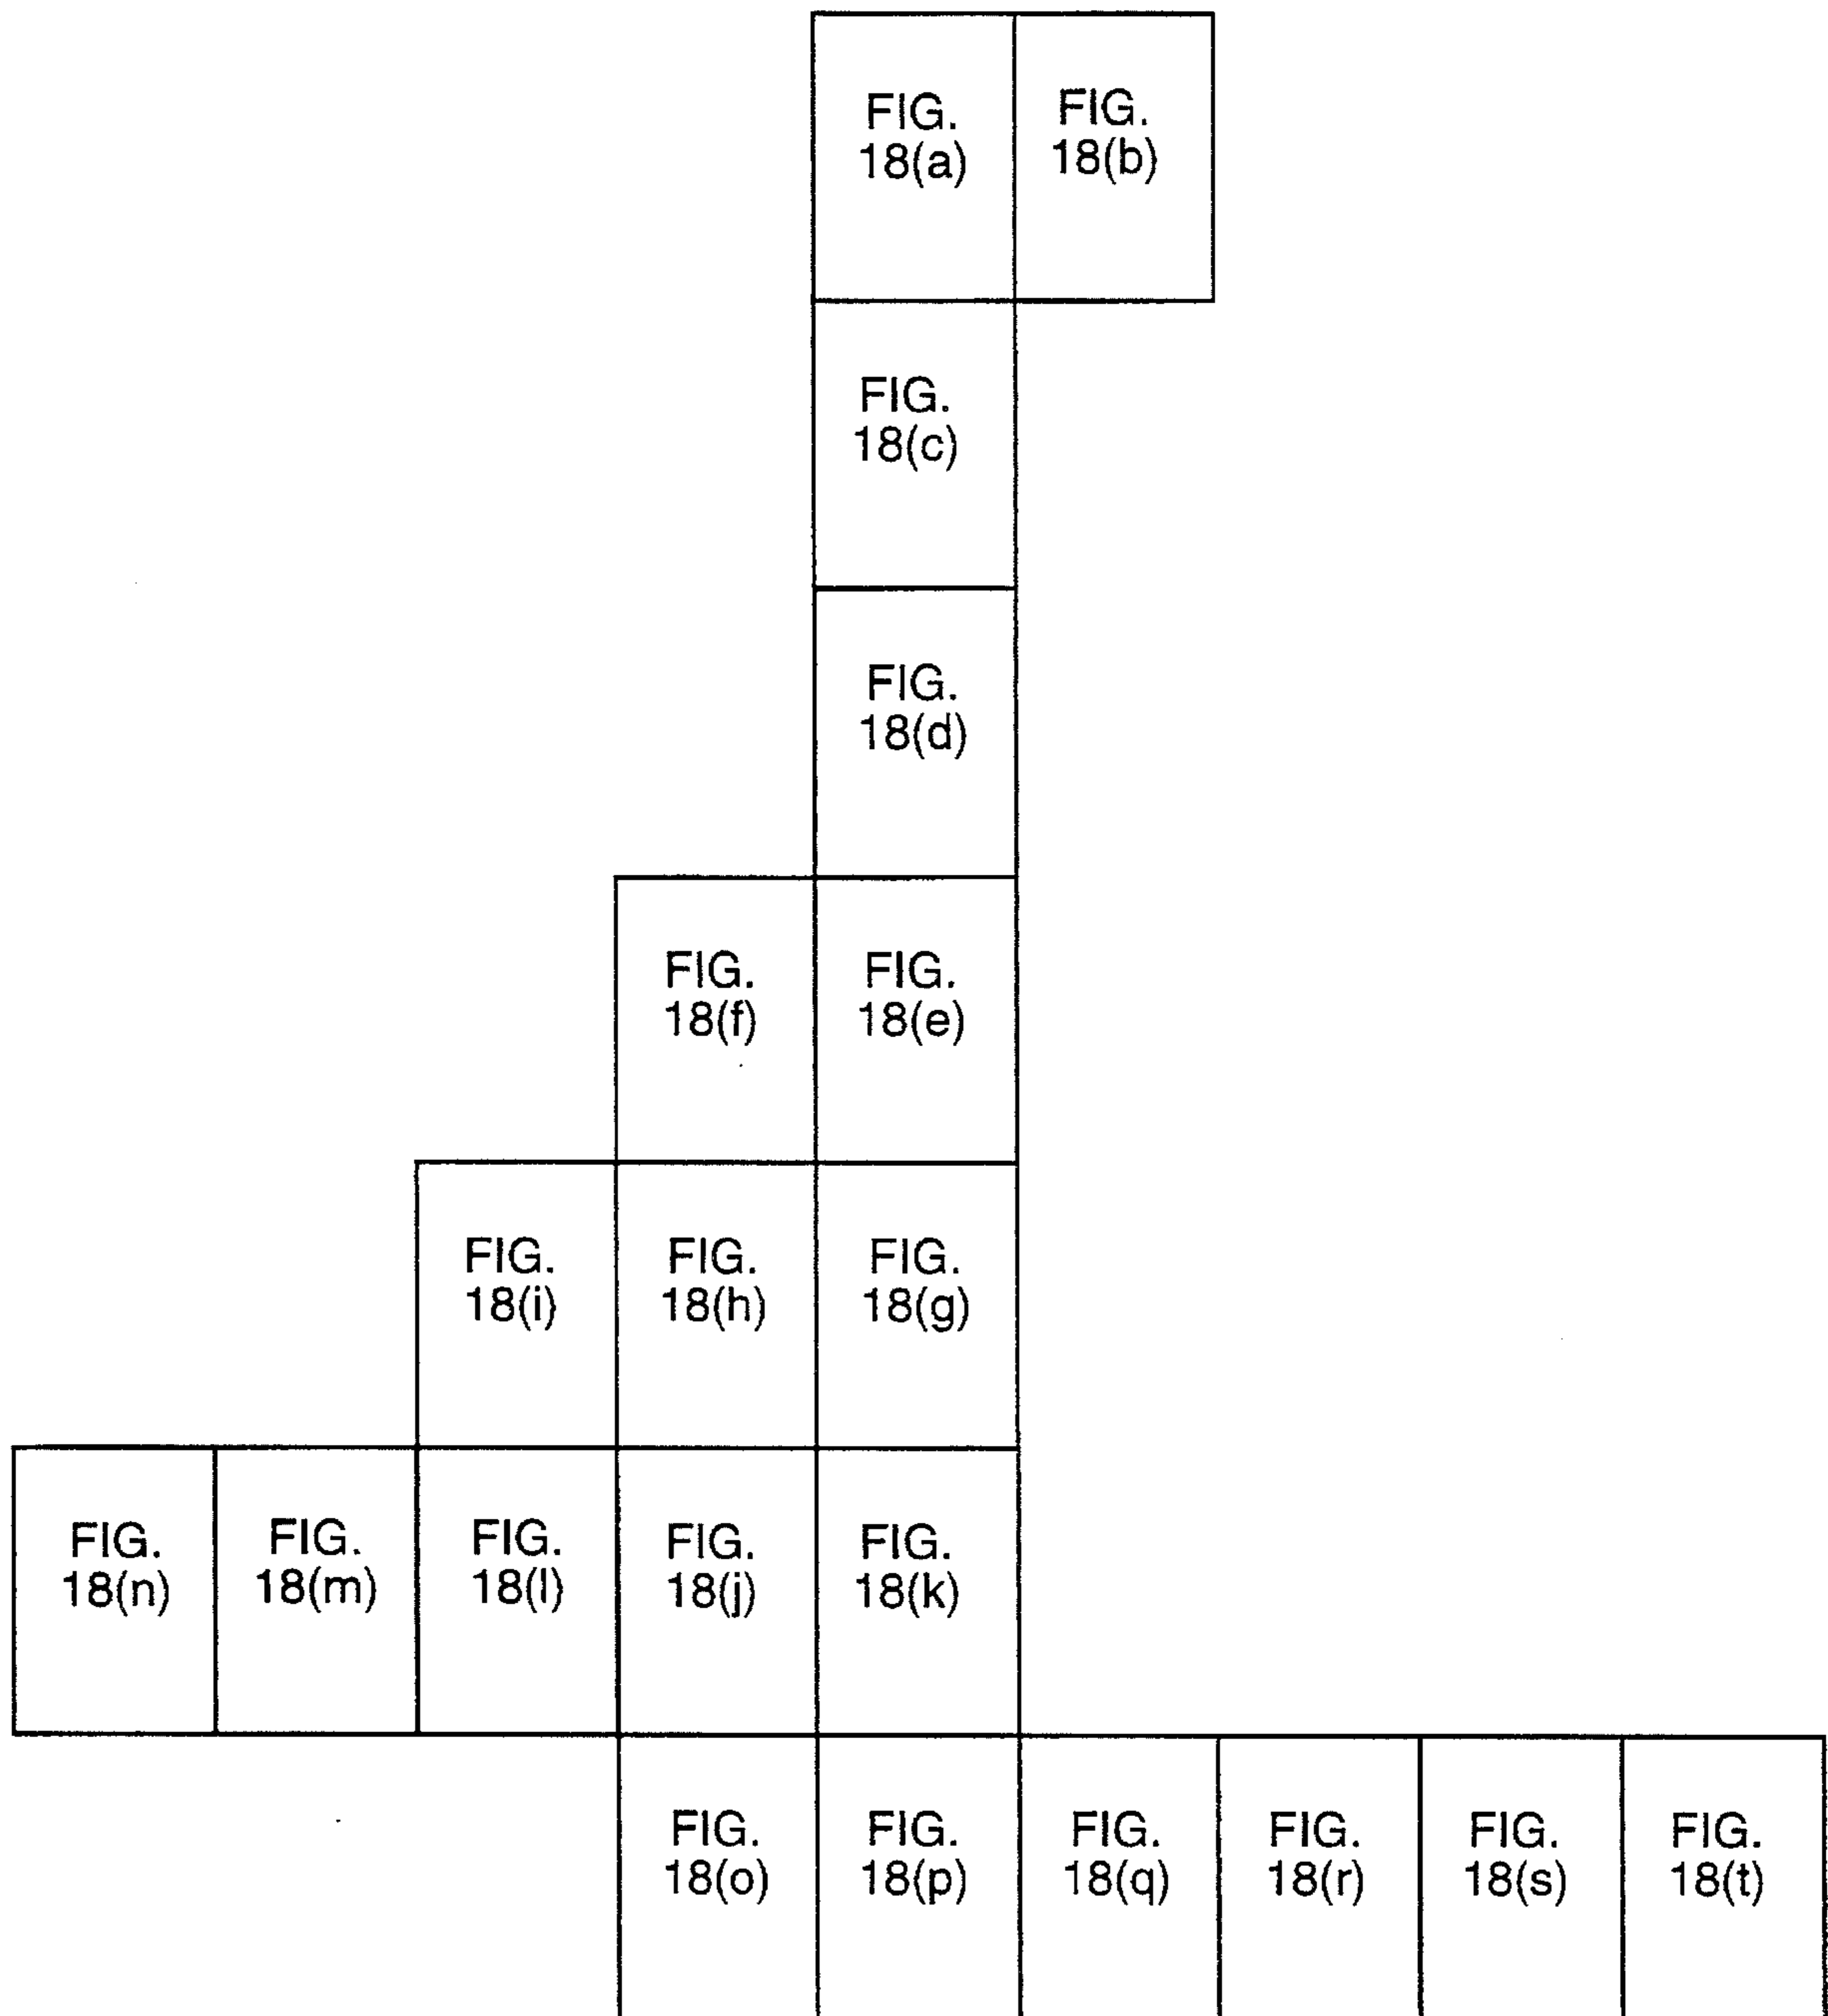 FIG.
18(a)
FIG.
18(b)
FIG.
18(c)
FIG.
18(d)
FIG.
18(f)
FIG.
18(e)
FIG.
18(i)
FIG.
18(h)
FIG.
18(g)
FIG.
18(n)
FIG.
18(m)
FIG.
18(l)
FIG.
18(j)
FIG.
18(k)
FIG.
18(o)
FIG.
18(p)
FIG.
18(q)
FIG.
18(r)
FIG.
18(s)
FIG.
18(t)